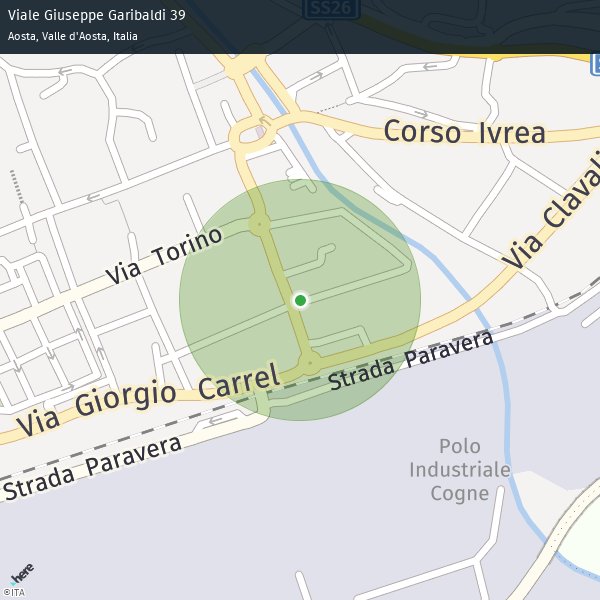 Viale Giuseppe Garibaldi 39
Aosta, Valle d'Aosta, Italia
SS26
Corso Ivrea
Via Clavali
Via Torino
Via Giorgio Carrel
Strada Paravera
Strada Paravera
Polo
Industriale
Cogne
here
©ITA